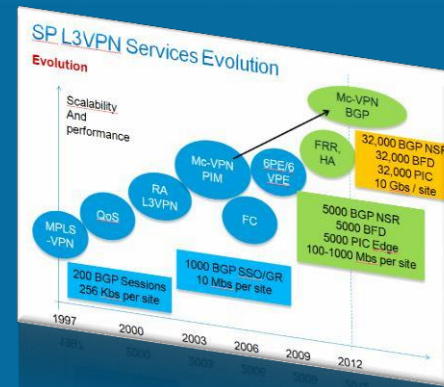 SP L3VPN Services Evolution
Evolution
Scalability
And
performance
Mc-VPN
BGP
MPLS
-VPN
QoS
RA
L3VPN
Mc-VPN
PIM
FC
6PE/6
VPE
FRR,
HA
32,000 BGP NSR
32,000 BFD
32,000 PIC
10 Gbs / site
5000 BGP NSR
5000 BFD
5000 PIC Edge
100-1000 Mbs per site
1000 BGP SSO/GR
10 Mbs per site
200 BGP Sessions
256 Kbs per site
1997
2000
2003
2006
2009
2012